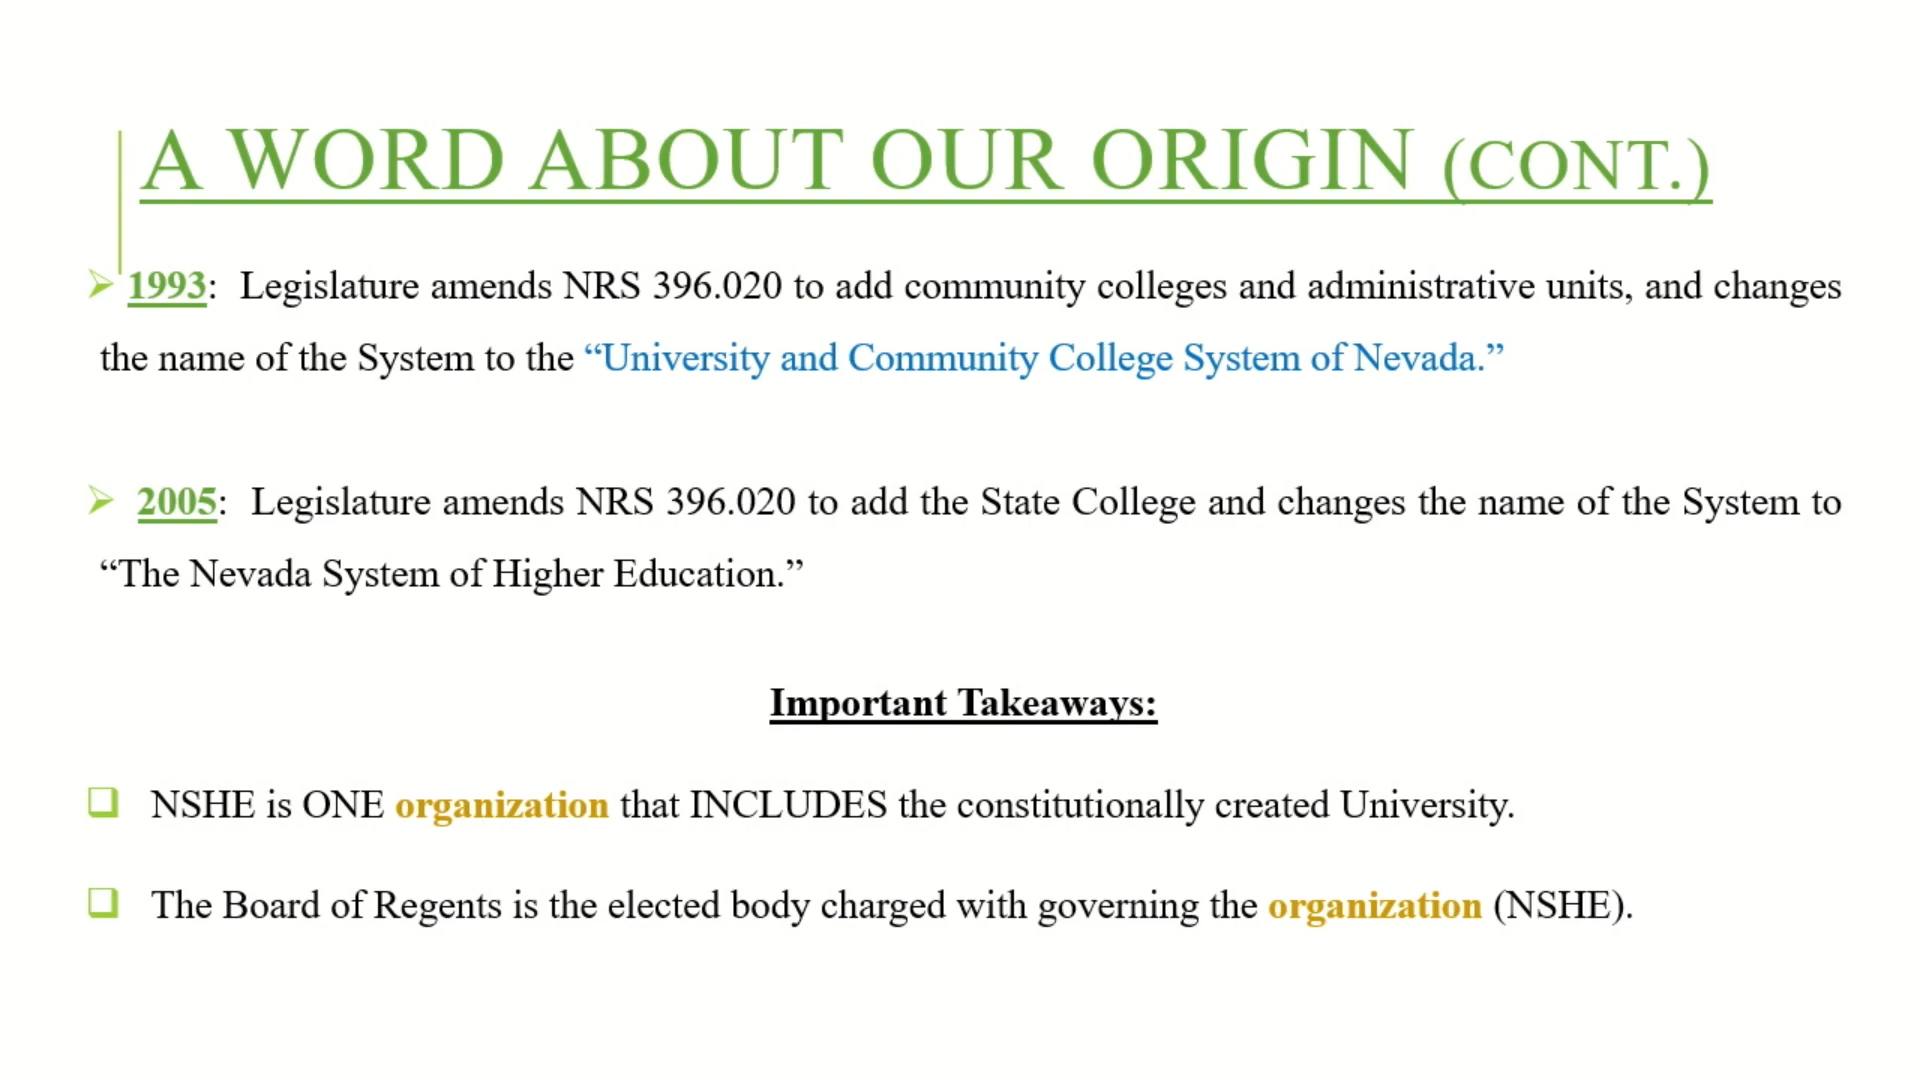 A WORD ABOUT OUR ORIGIN (CONT.)
1993: Legislature amends NRS 396.020 to add community colleges and administrative units, and changes
the name of the System to the “University and Community College System of Nevada.”
2005: Legislature amends NRS 396.020 to add the State College and changes the name of the System to
“The Nevada System of Higher Education.”
Important Takeaways:
NSHE is ONE organization that INCLUDES the constitutionally created University.
The Board of Regents is the elected body charged with governing the organization (NSHE).